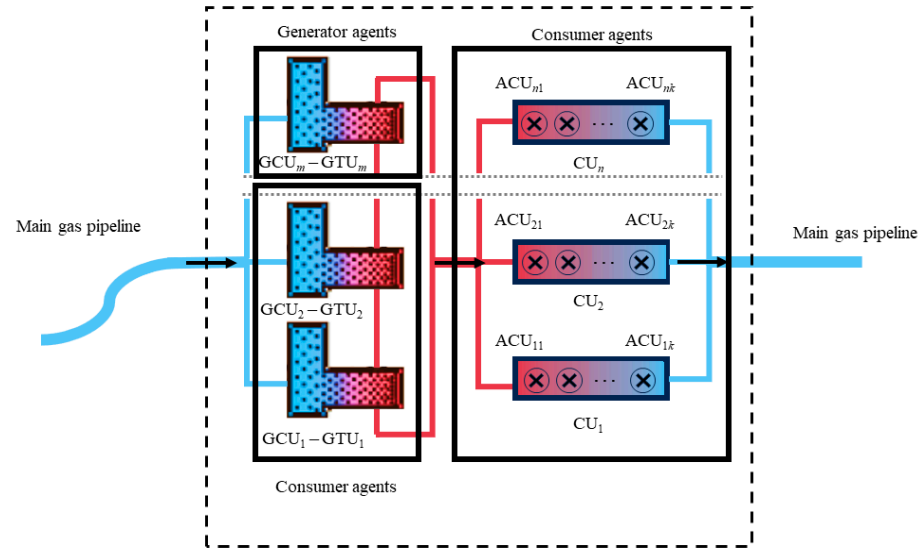 Generator agents
Consumer agents
ACUn1
ACUnk
GCUm – GTUm
CUn
Main gas pipeline
ACU21
ACU2k
Main gas pipeline
GCU2 – GTU2
CU2
ACU11
ACU1k
GCU1 – GTU1
CU1
Consumer agents